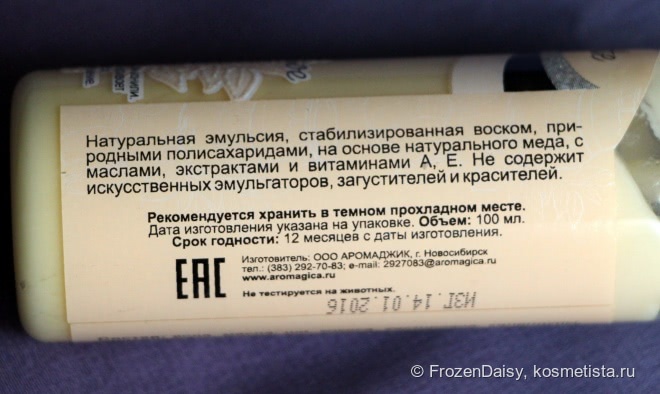 Натуральная эмульсия, стабилизированная воском, при-
родными полисахаридами, на основе натурального меда, с
маслами, экстрактами и витаминами А, Е. Не содержит
искусственных эмульгаторов, загустителей и красителей.
Рекомендуется хранить в темном прохладном месте.
Дата изготовления указана на упаковке. Объем: 100 мл.
Срок годности: 12 месяцев с даты изготовления.
EAC
Изготовитель: ООО АРОМАДЖИК, г. Новосибирск
тел.: (383) 292-70-83; e-mail: 2927083@aromagica.ru
www.aromagica.ru
Не тестируется на животных.
ИЗГ.14.01.2016
© FrozenDaisy, kosmetista.ru